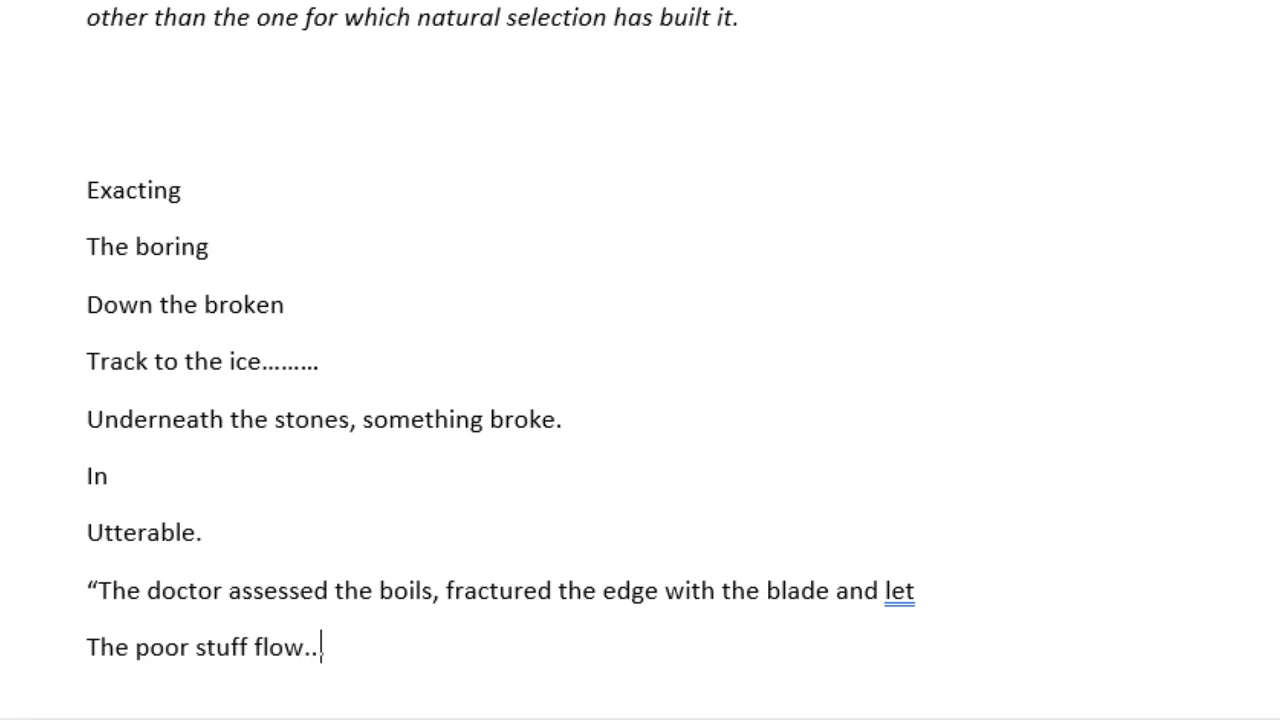 other than the one for which natural selection has built it.
Exacting
The boring
Down the broken
Track to the ice.........
Underneath the stones, something broke.
In
Utterable.
“The doctor assessed the boils, fractured the edge with the blade and let
The poor stuff flow..